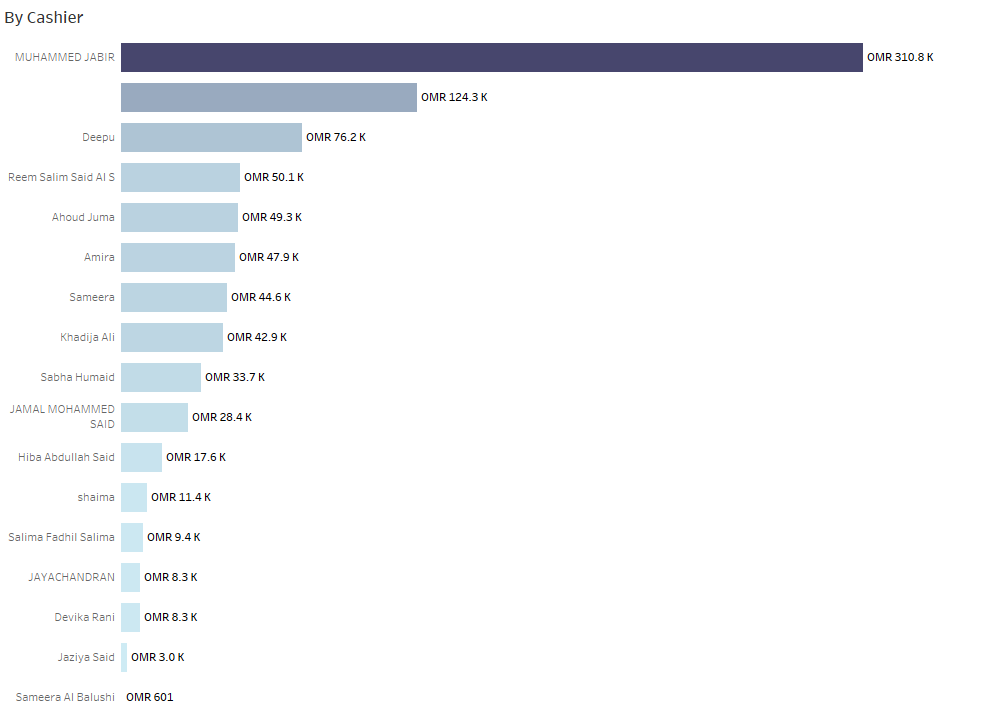 By Cashier
MUHAMMED JABIR OMR 310.8 K
OMR 124.3 K
Deepu OMR 76.2 K
Reem Salim Said Al S OMR 50.1 K
Ahoud Juma OMR 49.3 K
Amira OMR 47.9 K
Sameera OMR 44.6 K
Khadija Ali OMR 42.9 K
Sabha Humaid OMR 33.7 K
JAMAL MOHAMMED
SAID OMR 28.4 K
Hiba Abdullah Said OMR 17.6 K
shaima OMR 11.4 K
Salima Fadhil Salima OMR 9.4 K
JAYACHANDRAN OMR 8.3 K
Devika Rani OMR 8.3 K
Jaziya Said OMR 3.0 K
Sameera Al Balushi OMR 601